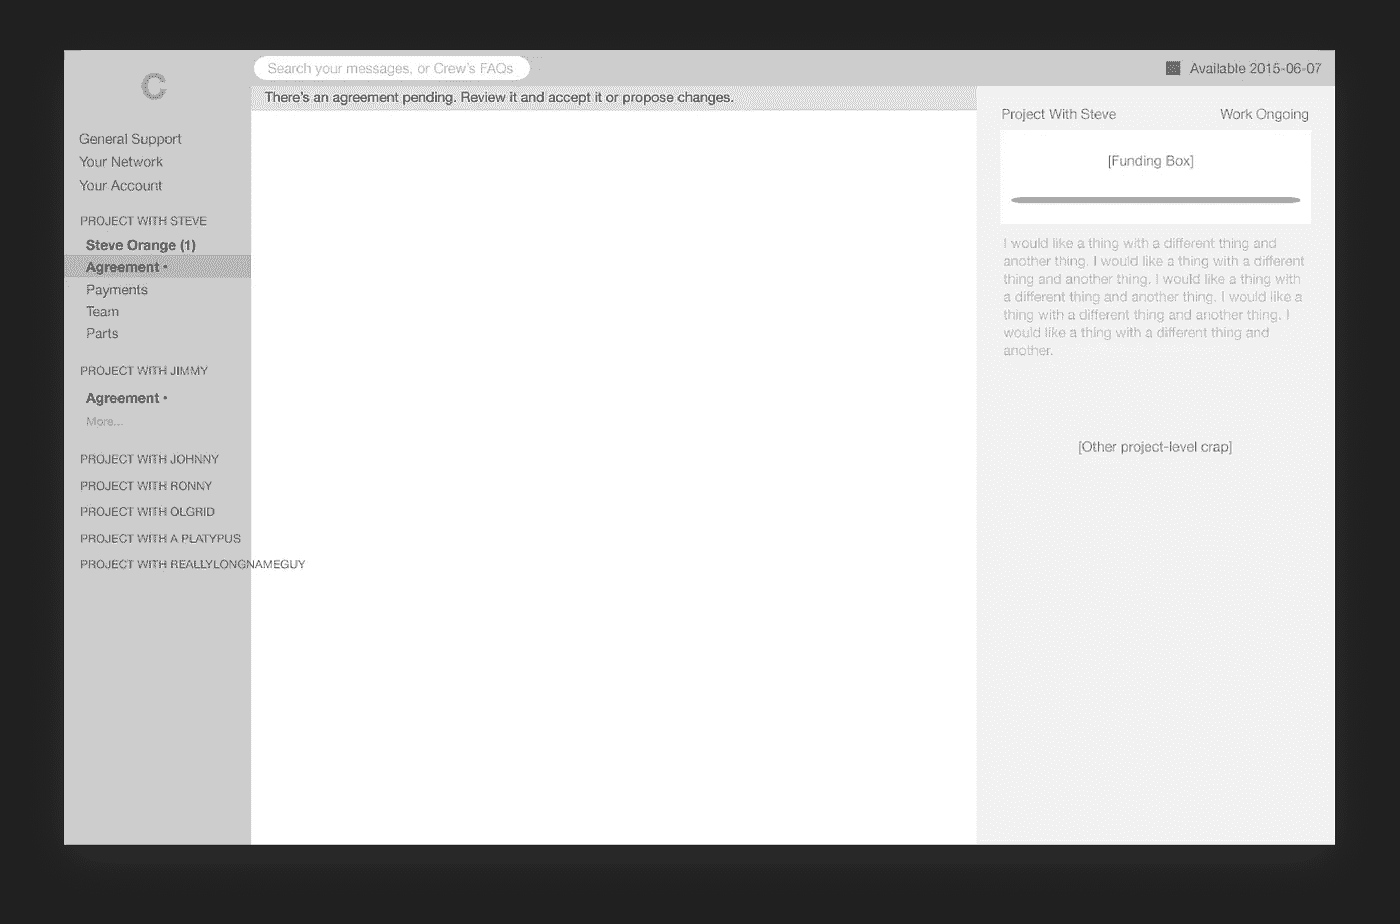 C
Search your messages, or Crew's FAQs
Available 2015-06-07
There's an agreement pending. Review it and accept it or propose changes.
General Support
Your Network
Your Account
PROJECT WITH STEVE
Steve Orange (1)
Agreement •
Payments
Team
Parts
PROJECT WITH JIMMY
Agreement •
More...
PROJECT WITH JOHNNY
PROJECT WITH RONNY
PROJECT WITH OLGRID
PROJECT WITH A PLATYPUS
PROJECT WITH REALLYLONGNAMEGUY
Project With Steve
Work Ongoing
[Funding Box]
I would like a thing with a different thing and
another thing. I would like a thing with a different
thing and another thing. I would like a thing with
a different thing and another thing. I would like a
thing with a different thing and another thing. I
would like a thing with a different thing and
another.
[Other project-level crap]